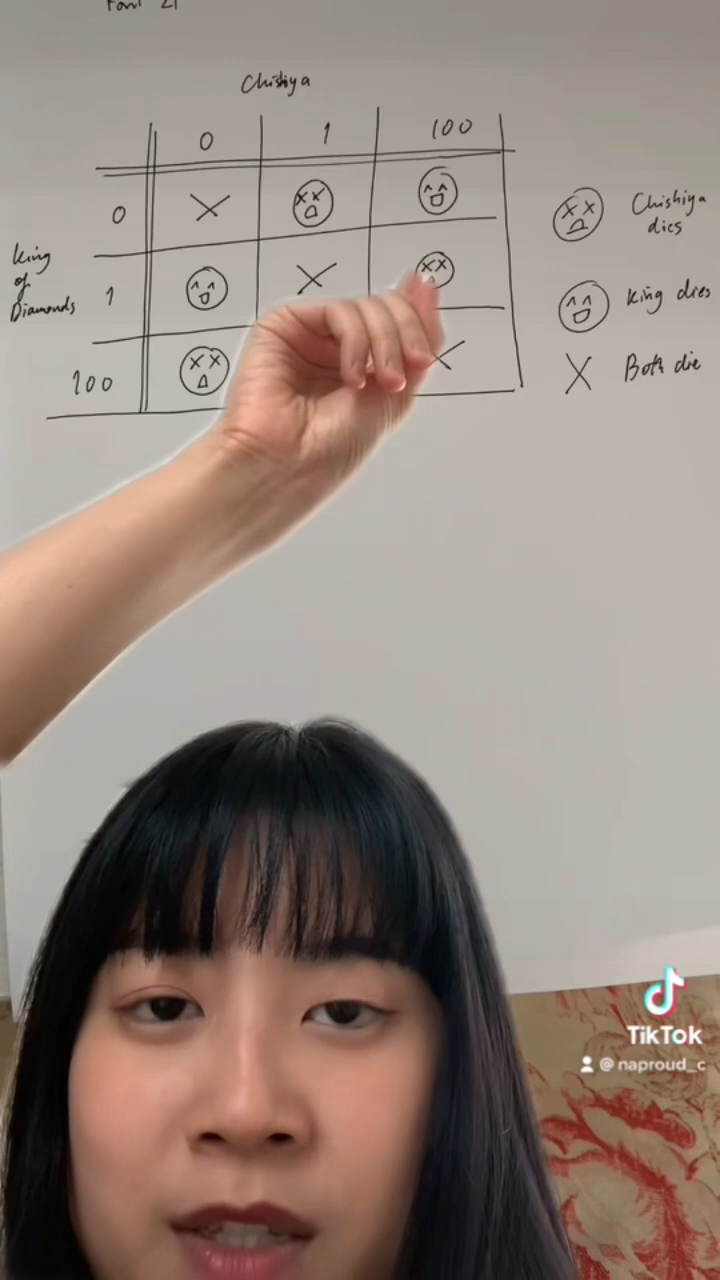 Chishiya
0 1 100
0
King
of
Diamonds
1
100
Chishiya
dies
King dies
X Both die
TikTok
@naproud_c